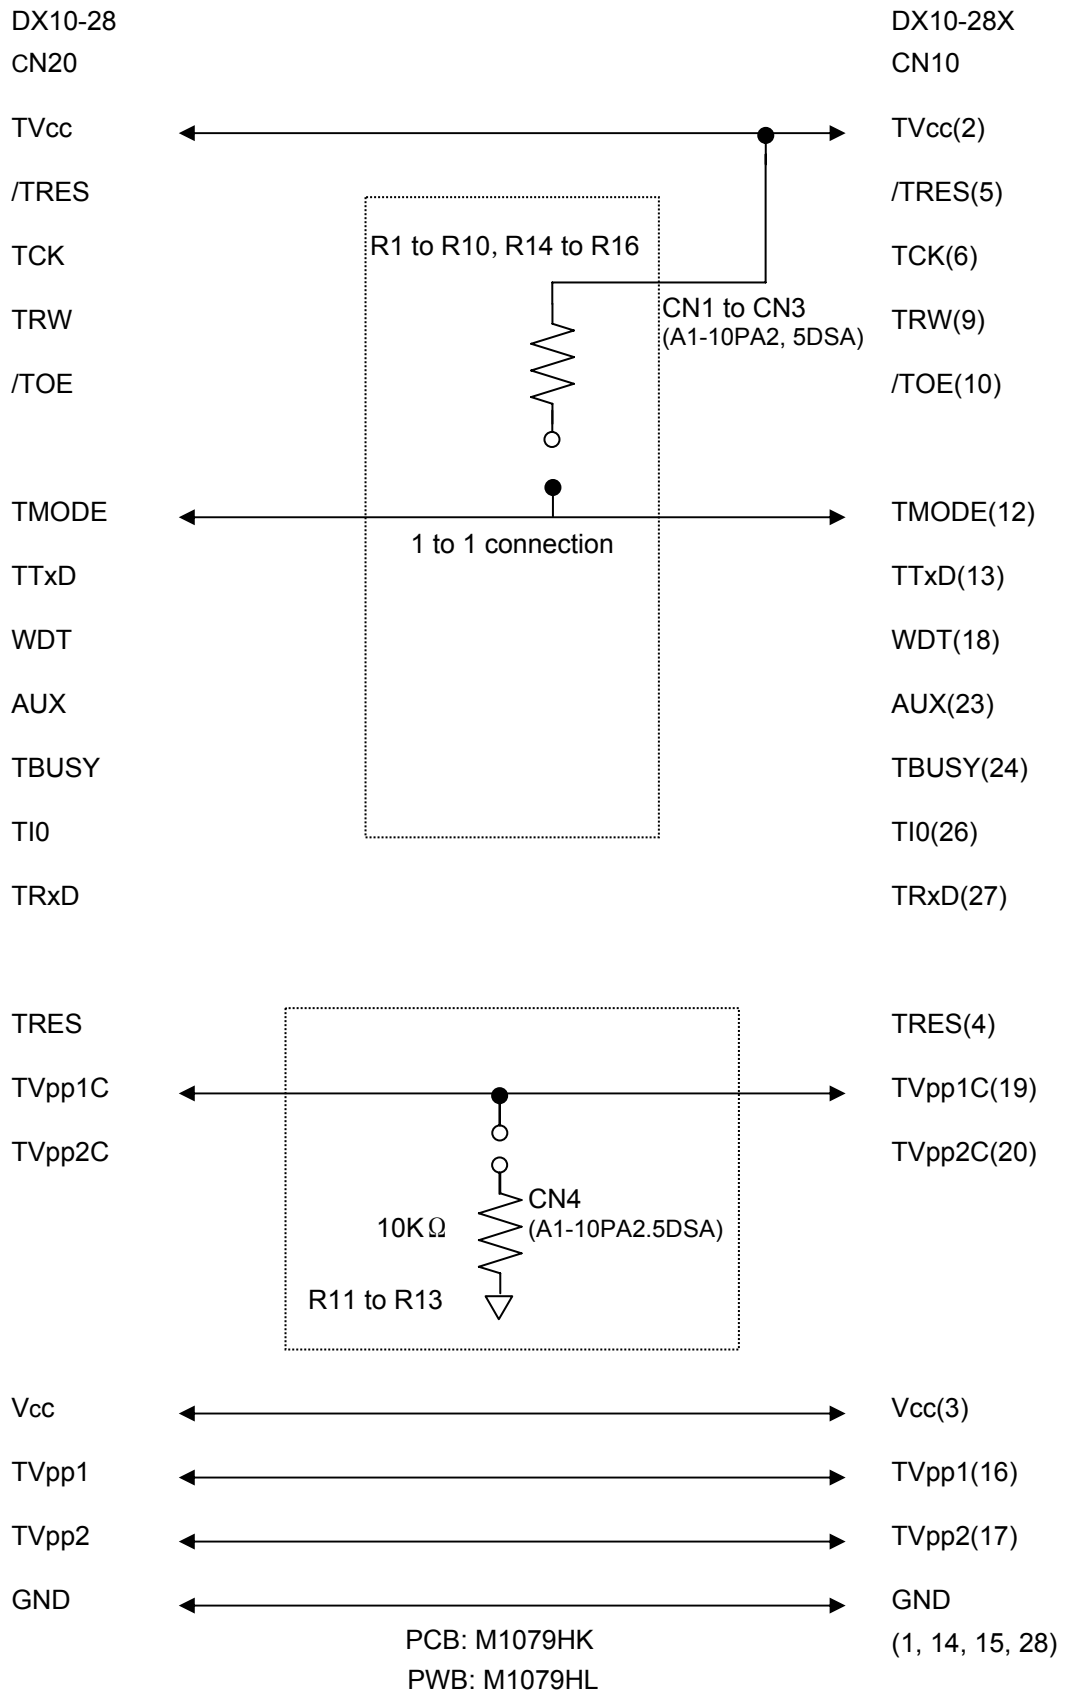 DX10-28 DX10-28X
CN20 CN10
TVcc TVcc(2)
/TRES /TRES(5)
R1 to R10, R14 to R16
TCK TCK(6)
CN1 to CN3
TRW TRW(9)
(A1-10PA2, 5DSA)
/TOE /TOE(10)
TMODE TMODE(12)
1 to 1 connection
TTxD TTxD(13)
WDT WDT(18)
AUX AUX(23)
TBUSY TBUSY(24)
TI0 TI0(26)
TRxD TRxD(27)
TRES TRES(4)
TVpp1C TVpp1C(19)
TVpp2C TVpp2C(20)
CN4
10KΩ (A1-10PA2.5DSA)
R11 to R13
Vcc Vcc(3)
TVpp1 TVpp1(16)
TVpp2 TVpp2(17)
GND GND
PCB: M1079HK (1, 14, 15, 28)
PWB: M1079HL